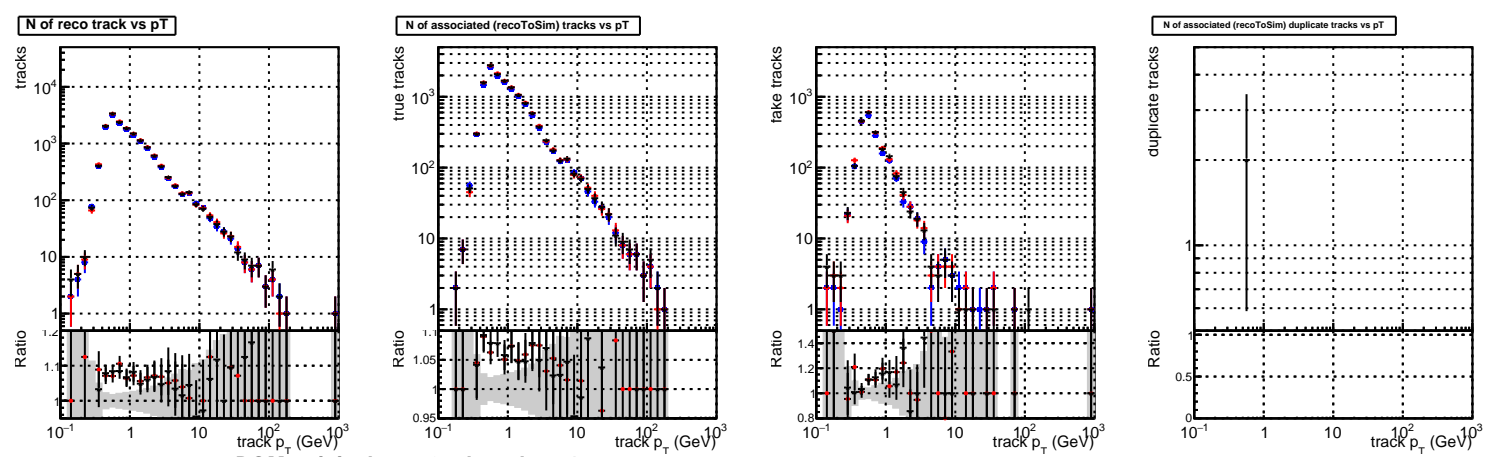 N of reco track vs pT
N of associated (recoToSim) tracks vs pT
N of associated (recoToSim) duplicate tracks vs pT
tracks
10^4
10^3
10^2
10
1
Ratio
1.2
1.1
1
10^-1 1 10 10^2 10^3
track p_T (GeV)
true tracks
10^3
10^2
10
1
Ratio
1.1
1.05
1
0.95
10^-1 1 10 10^2 10^3
track p_T (GeV)
fake tracks
10^3
10^2
10
1
Ratio
1.4
1.2
1
0.8
10^-1 1 10 10^2 10^3
track p_T (GeV)
duplicate tracks
1
Ratio
1
0.5
0
10^-1 1 10 10^2 10^3
track p_T (GeV)